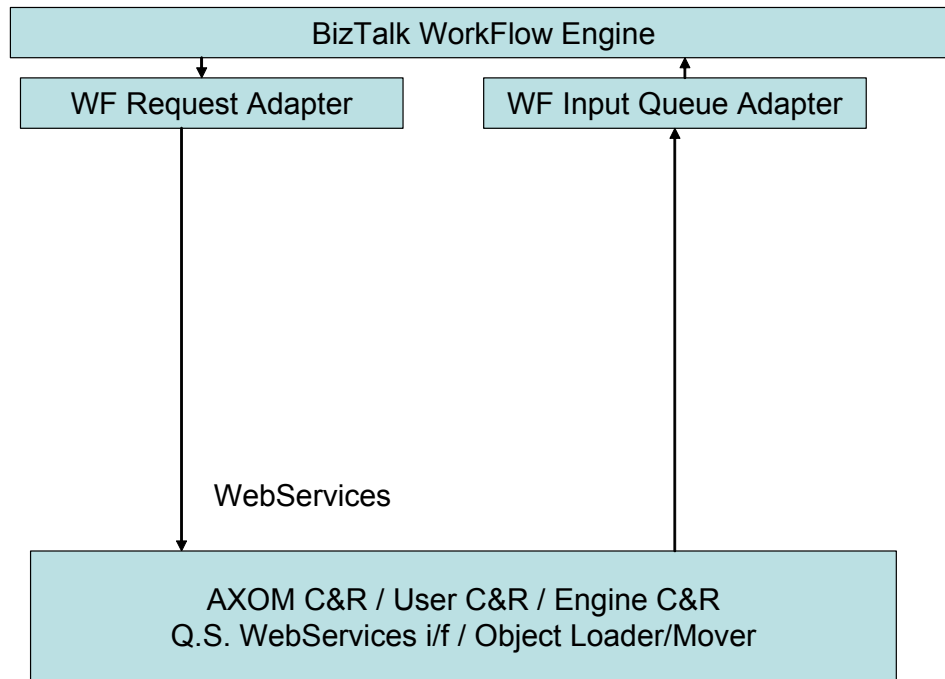 BizTalk WorkFlow Engine
WF Request Adapter
WF Input Queue Adapter
WebServices
AXOM C&R / User C&R / Engine C&R
Q.S. WebServices i/f / Object Loader/Mover